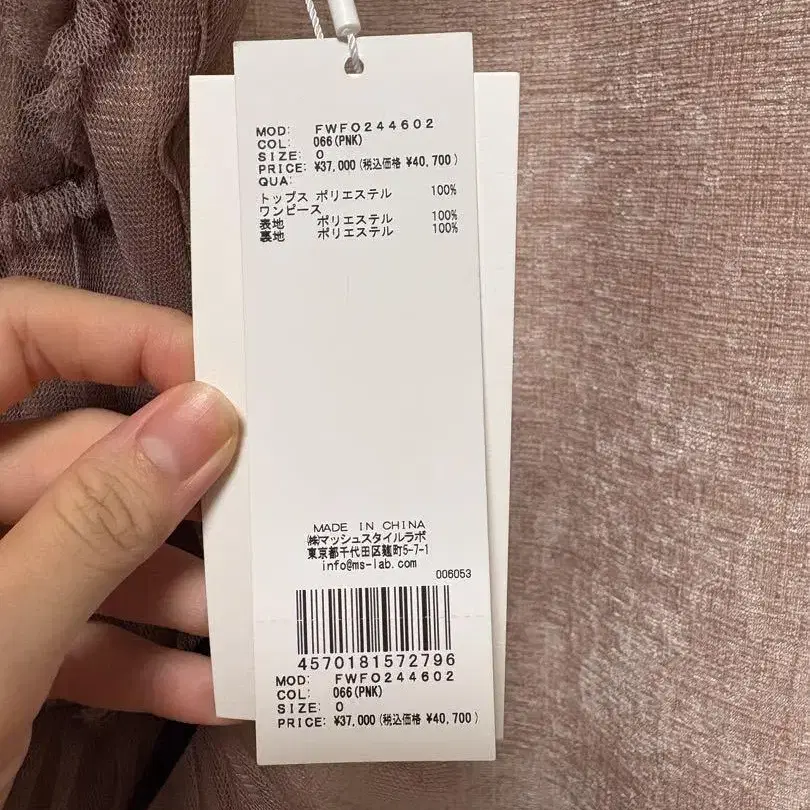 MOD: FWFO244602
COL: 066(PNK)
SIZE: 0
PRICE: ¥37,000(税込価格 ¥40,700)
QUA:
トップス ポリエステル 100%
ワンピース
表地 ポリエステル 100%
裏地 ポリエステル 100%
MADE IN CHINA
㈱マッシュスタイルラボ
東京都千代田区麹町5-7-1
info@ms-lab.com
006053
4570181572796
MOD: FWFO244602
COL: 066(PNK)
SIZE: 0
PRICE: ¥37,000(税込価格 ¥40,700)